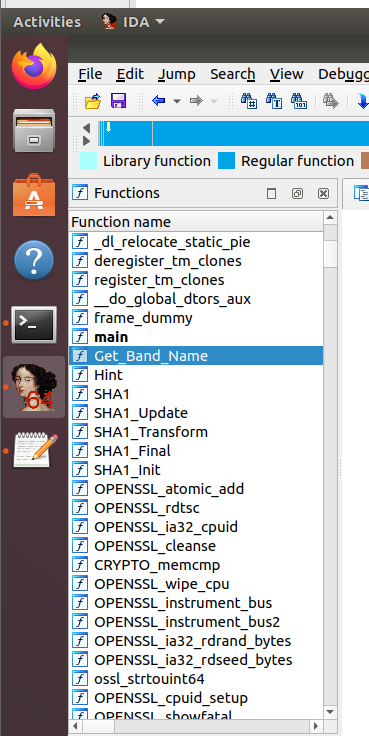 Activities IDA
File Edit Jump Search View Debugg
Library function Regular function
Functions
Function name
_dl_relocate_static_pie
deregister_tm_clones
register_tm_clones
__do_global_dtors_aux
frame_dummy
main
Get_Band_Name
Hint
SHA1
SHA1_Update
SHA1_Transform
SHA1_Final
SHA1_Init
OPENSSL_atomic_add
OPENSSL_rdtsc
OPENSSL_ia32_cpuid
OPENSSL_cleanse
CRYPTO_memcmp
OPENSSL_wipe_cpu
OPENSSL_instrument_bus
OPENSSL_instrument_bus2
OPENSSL_ia32_rdrand_bytes
OPENSSL_ia32_rdseed_bytes
ossl_strtouint64
OPENSSL_cpuid_setup
OPENSSL_showfatal
64